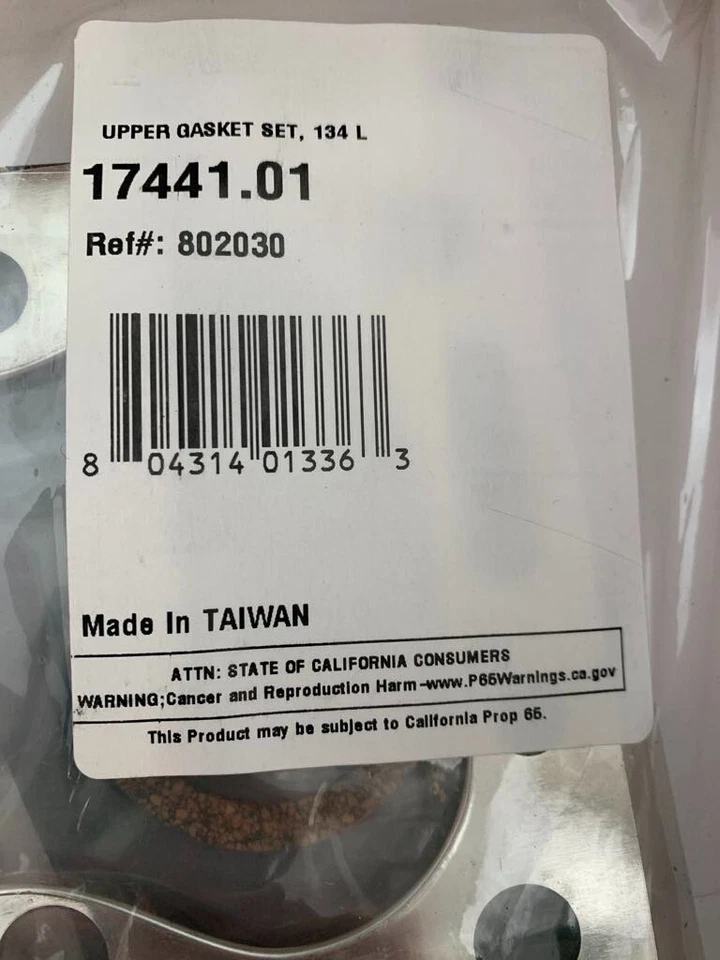 UPPER GASKET SET, 134 L
17441.01
Ref#: 802030
8 04314 01336 3
Made In TAIWAN
ATTN: STATE OF CALIFORNIA CONSUMERS
WARNING;Cancer and Reproduction Harm-www.P65Warnings.ca.gov
This Product may be subject to California Prop 65.